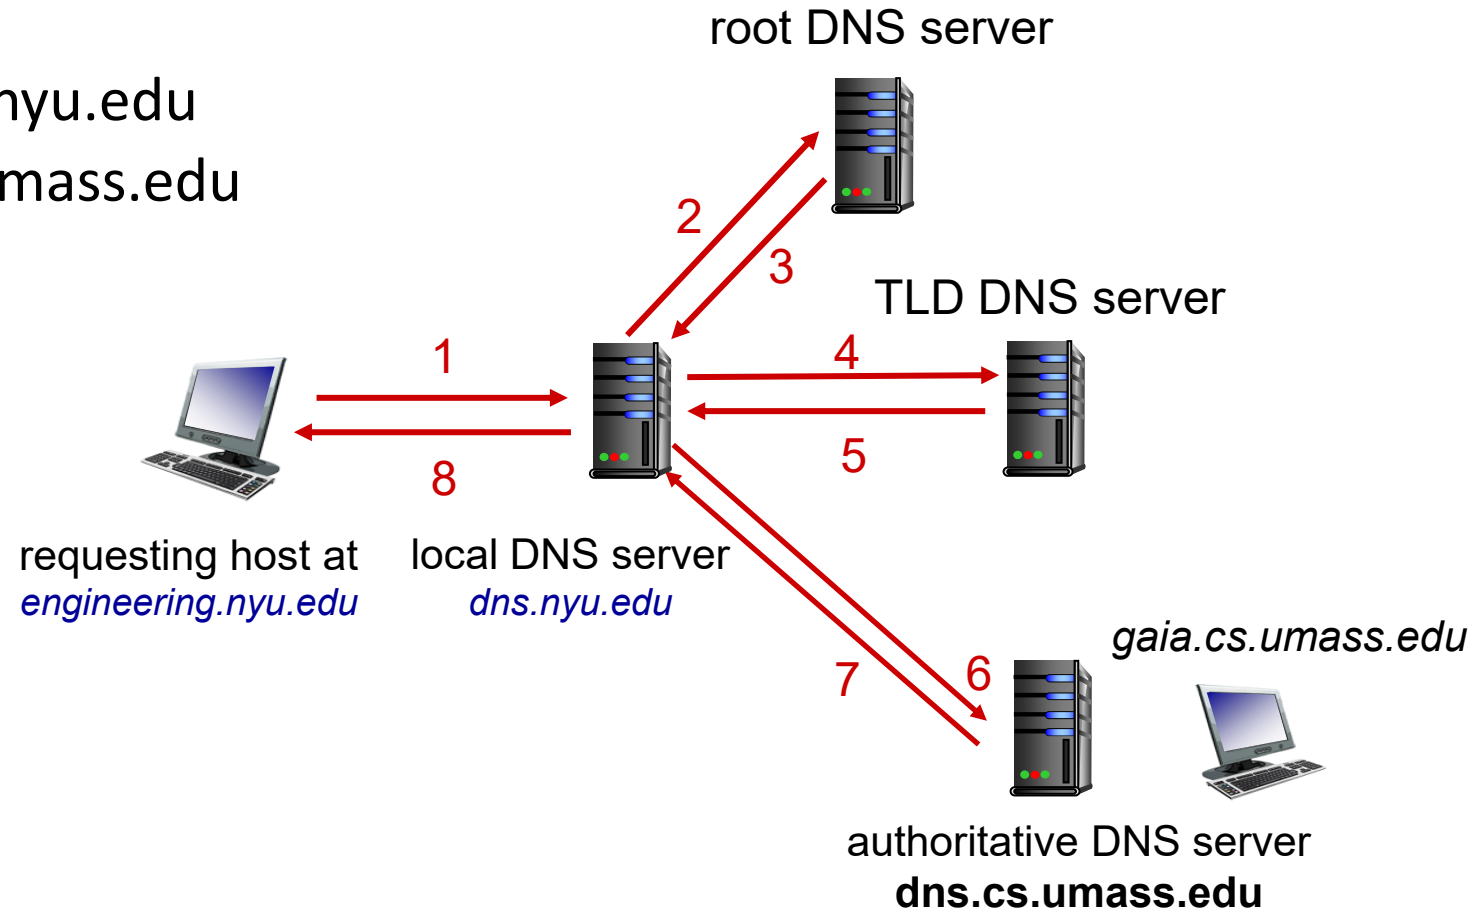 root DNS server
nyu.edu
mass.edu
2
3
TLD DNS server
1
4
8
5
requesting host at
engineering.nyu.edu
local DNS server
dns.nyu.edu
gaia.cs.umass.edu
7
6
authoritative DNS server
dns.cs.umass.edu